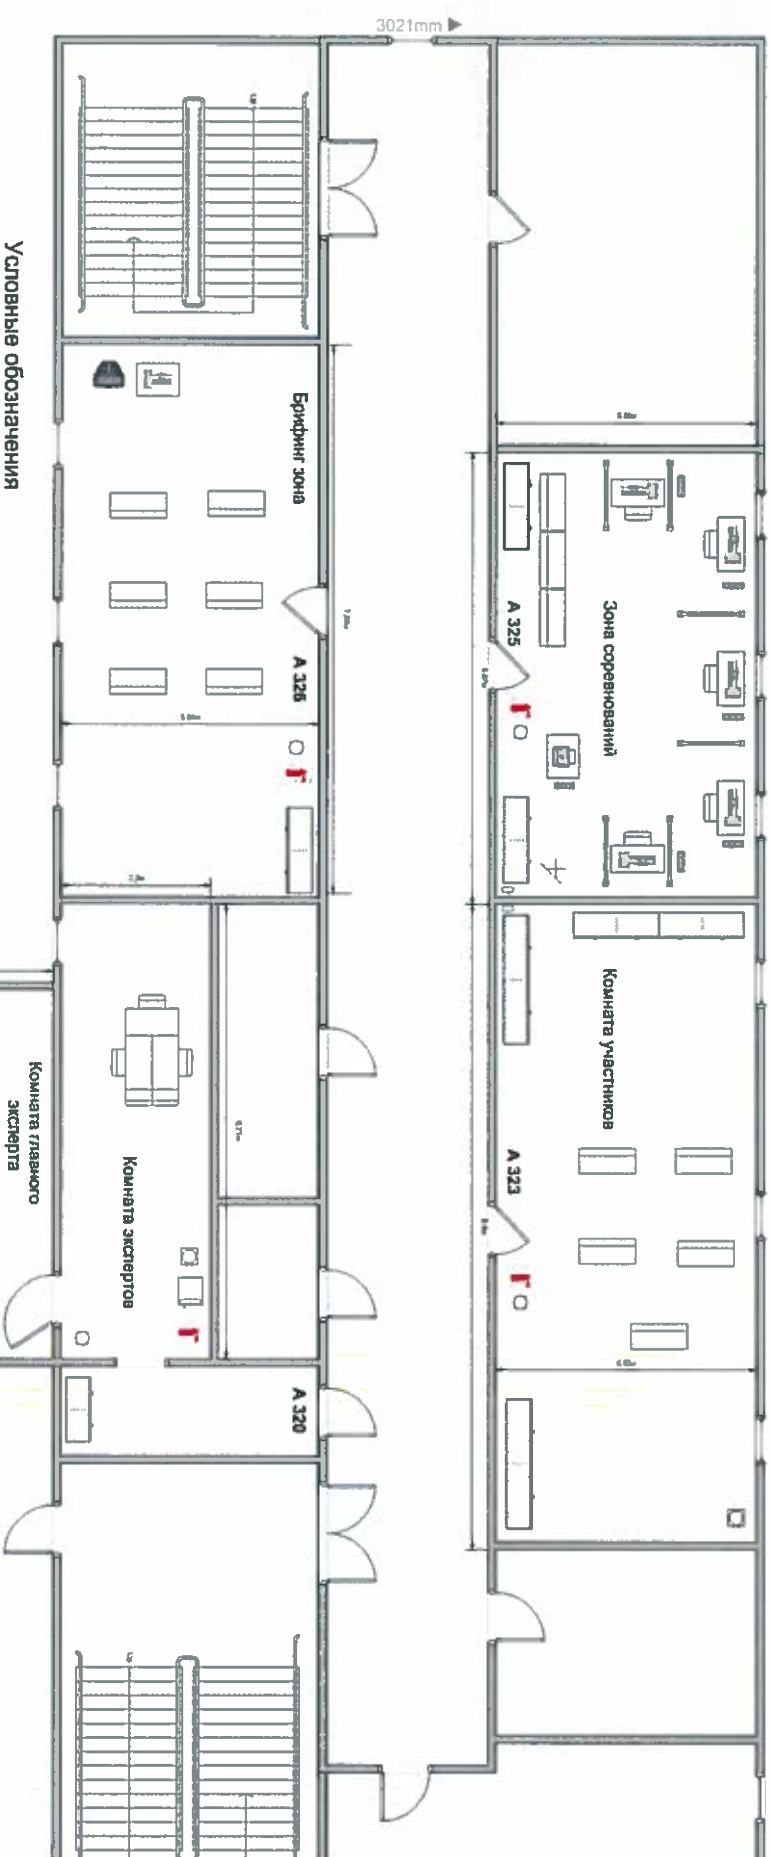 3021mm
Условные обозначения
Брифинг зона
А 326
Зона соревнований
А 325
Комната участников
А 323
Комната главного
эксперта
Комната экспертов
А 320